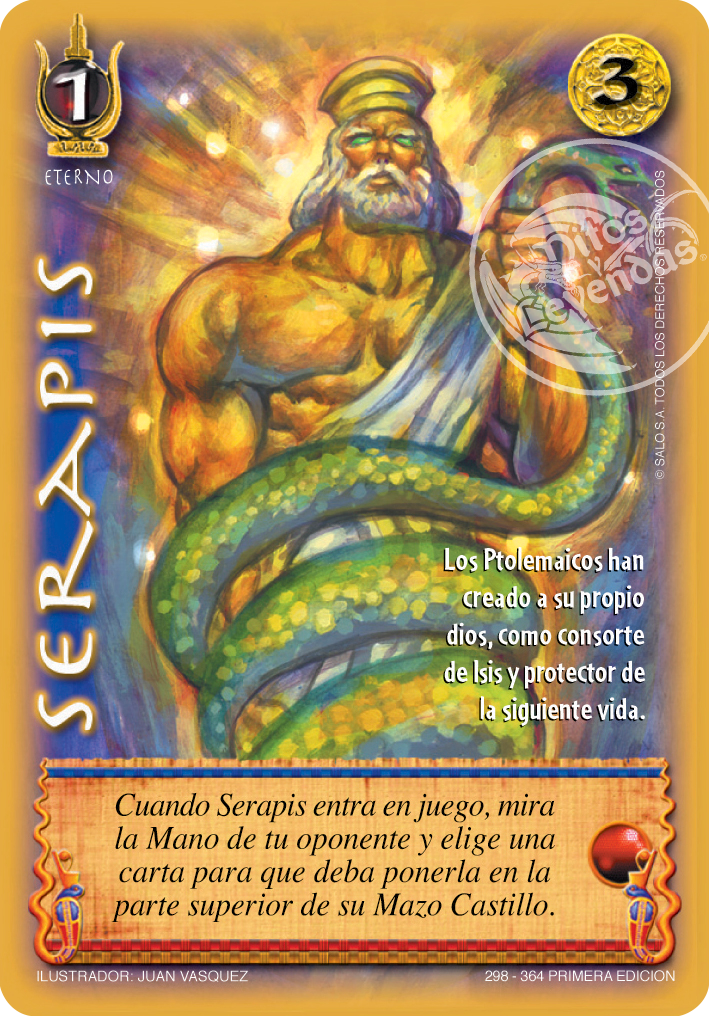 1
3
ETERNO
Mitos
y
Leyendas
®
© SALO S.A. TODOS LOS DERECHOS RESERVADOS
SERAPIS
Los Ptolemaicos han
creado a su propio
dios, como consorte
de Isis y protector de
la siguiente vida.
Cuando Serapis entra en juego, mira
la Mano de tu oponente y elige una
carta para que deba ponerla en la
parte superior de su Mazo Castillo.
ILUSTRADOR: JUAN VASQUEZ
298 - 364 PRIMERA EDICION